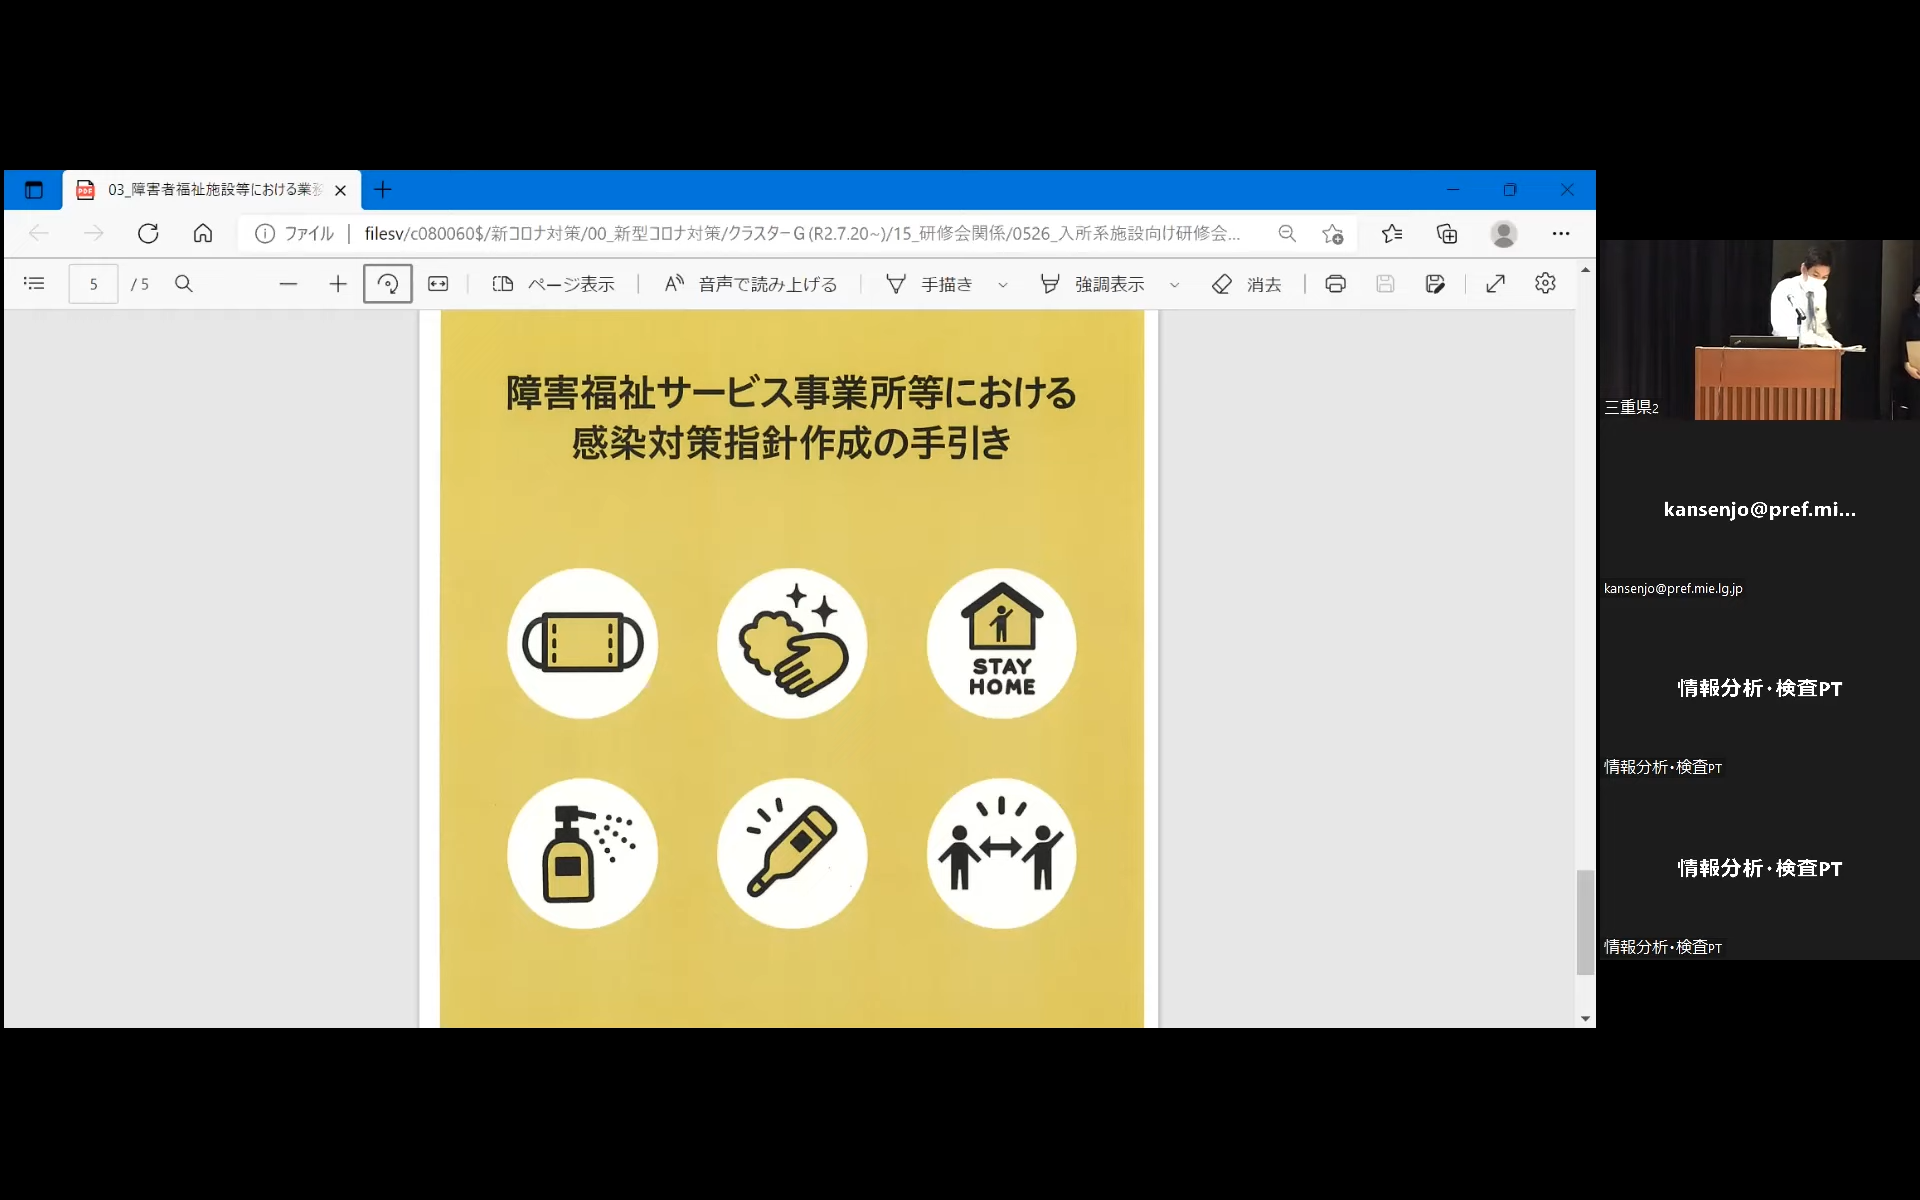 03_障害者福祉施設等における業務
ファイル
filesv/c080060$/新コロナ対策/00_新型コロナ対策/クラスターG(R2.7.20~)/15_研修会関係/0526_入所系施設向け研修会...
5 / 5
ページ表示
音声で読み上げる
手描き
強調表示
消去
障害福祉サービス事業所等における
感染対策指針作成の手引き
STAY
HOME
三重県2
kansenjo@pref.mi...
kansenjo@pref.mie.lg.jp
情報分析・検査PT
情報分析・検査PT
情報分析・検査PT
情報分析・検査PT